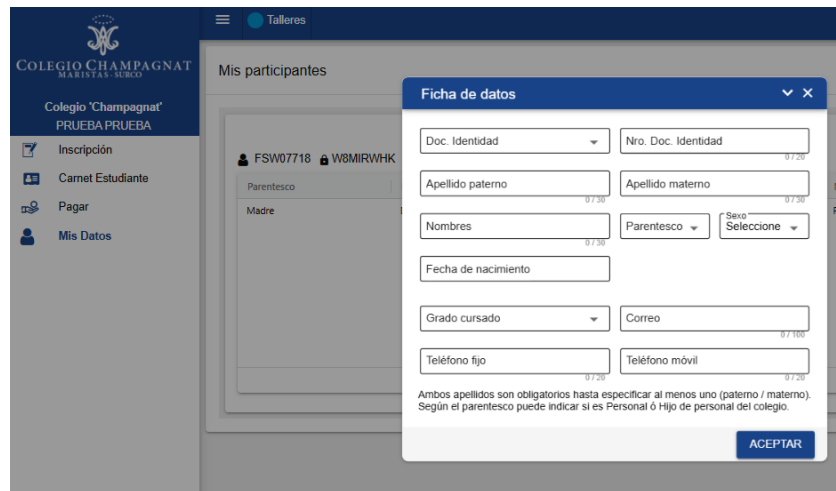 COLEGIO CHAMPAGNAT
MARISTAS - SURCO
Colegio 'Champagnat'
PRUEBA PRUEBA
Inscripción
Carnet Estudiante
Pagar
Mis Datos
Talleres
Mis participantes
FSW07718 W8MIRWHK
Parentesco
Madre
Ficha de datos
Doc. Identidad
Nro. Doc. Identidad
0 / 20
Apellido paterno
0 / 30
Apellido materno
0 / 30
Nombres
0 / 30
Parentesco
Sexo
Seleccione
Fecha de nacimiento
Grado cursado
Correo
0 / 100
Teléfono fijo
0 / 20
Teléfono móvil
0 / 20
Ambos apellidos son obligatorios hasta especificar al menos uno (paterno / materno).
Según el parentesco puede indicar si es Personal ó Hijo de personal del colegio.
ACEPTAR